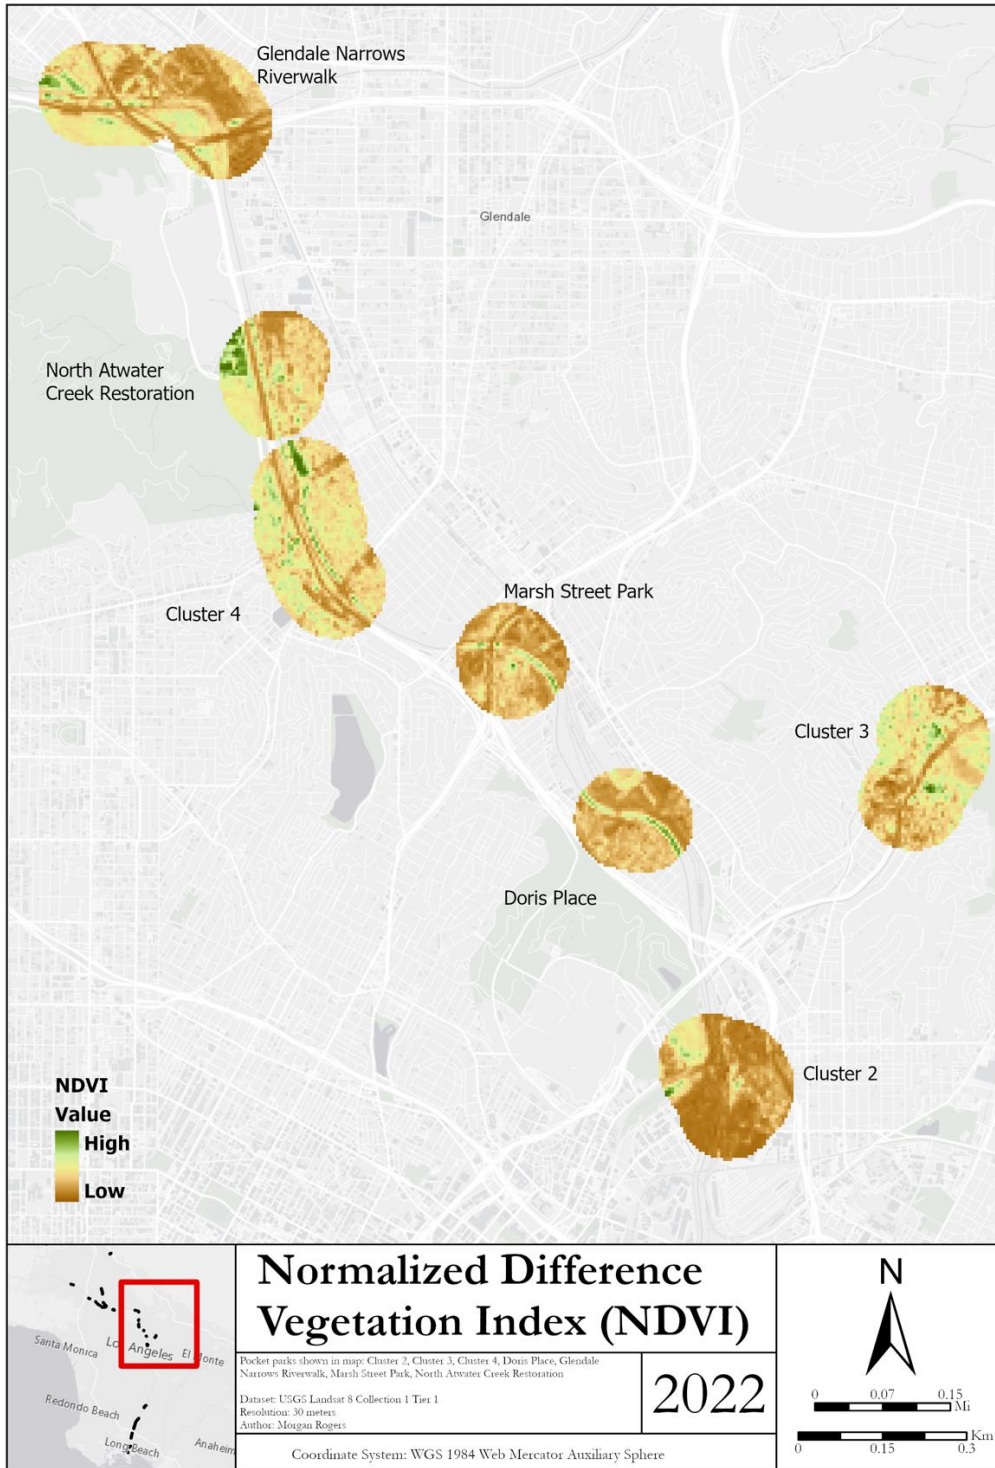 Glendale Narrows
Riverwalk
Glendale
North Atwater
Creek Restoration
Marsh Street Park
Cluster 4
Cluster 3
Doris Place
Cluster 2
NDVI
Value
High
Low
Santa Monica
Los Angeles
El Monte
Redondo Beach
Long Beach
Anaheim
Normalized Difference
Vegetation Index (NDVI)
Pocket parks shown in map: Cluster 2, Cluster 3, Cluster 4, Doris Place, Glendale
Narrows Riverwalk, Marsh Street Park, North Atwater Creek Restoration
Dataset: USGS Landsat 8 Collection 1 Tier 1
Resolution: 30 meters
Author: Morgan Rogers
2022
Coordinate System: WGS 1984 Web Mercator Auxiliary Sphere
N
0 0.07 0.15
Mi
Km
0 0.15 0.3